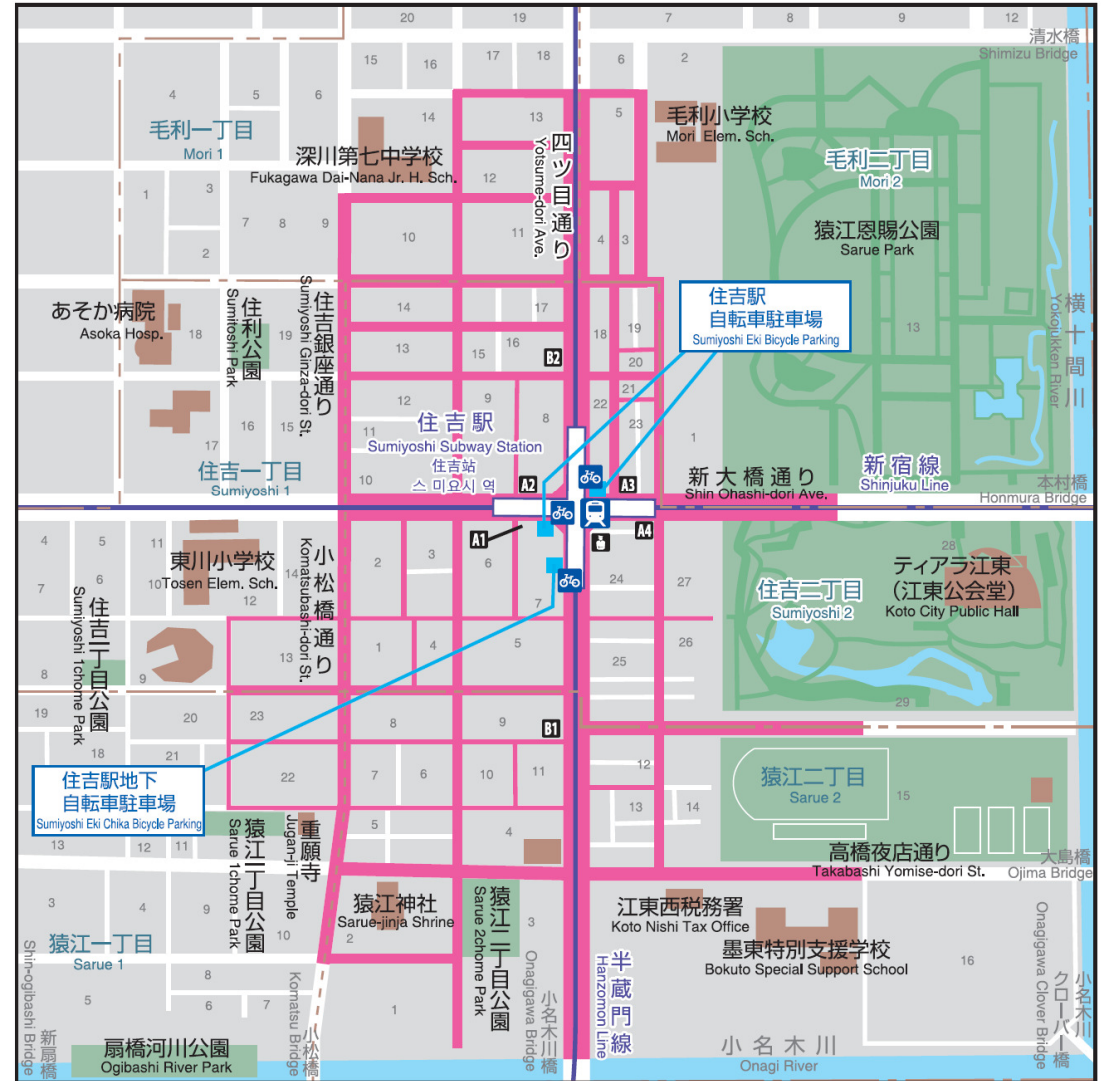 20
19
7
8
9
12
清水橋
Shimizu Bridge
15
16
17
18
6
2
4
5
6
毛利一丁目
Mori 1
14
13
5
四ツ目通り
Yotsume-dori Ave.
毛利小学校
Mori Elem. Sch.
深川第七中学校
Fukagawa Dai-Nana Jr. H. Sch.
毛利二丁目
Mori 2
1
3
12
猿江恩賜公園
Sarue Park
7
8
9
10
11
4
3
2
あそか病院
Asoka Hosp.
18
住利公園
Sumitoshi Park
19
住吉銀座通り
Sumiyoshi Ginza-dori St.
14
17
住吉駅
自転車駐車場
Sumiyoshi Eki Bicycle Parking
13
横十間川
Yokojukken River
13
15
16
B2
18
19
20
12
9
8
21
22
23
1
17
16
15
11
10
住吉駅
Sumiyoshi Subway Station
住吉站
스미요시 역
住吉一丁目
Sumiyoshi 1
A2
A3
新大橋通り
Shin Ohashi-dori Ave.
新宿線
Shinjuku Line
本村橋
Honmura Bridge
A1
A4
4
5
11
東川小学校
Tosen Elem. Sch.
14
小松橋通り
Komatsubashi-dori St.
2
3
6
7
24
27
28
ティアラ江東
(江東公会堂)
Koto City Public Hall
住吉二丁目
Sumiyoshi 2
7
6
10
12
住吉一丁目公園
Sumiyoshi 1chome Park
8
9
13
1
4
5
25
26
29
19
20
23
8
9
B1
18
21
22
7
6
10
11
12
猿江二丁目
Sarue 2
15
住吉駅地下
自転車駐車場
Sumiyoshi Eki Chika Bicycle Parking
13
14
13
12
11
5
4
高橋夜店通り
Takabashi Yomise-dori St.
大島橋
Ojima Bridge
猿江一丁目公園
Sarue 1chome Park
重願寺
Jugan-ji Temple
3
4
9
10
猿江神社
Sarue-jinja Shrine
2
猿江二丁目公園
Sarue 2chome Park
3
江東西税務署
Koto Nishi Tax Office
猿江一丁目
Sarue 1
墨東特別支援学校
Bokuto Special Support School
16
半蔵門線
Hanzomon Line
5
8
6
7
1
新扇橋
Shin-ogibashi Bridge
小松橋
Komatsu Bridge
小名木川橋
Onagigawa Bridge
小名木川
クローバー橋
Onagigawa Clover Bridge
扇橋河川公園
Ogibashi River Park
小名木川
Onagi River